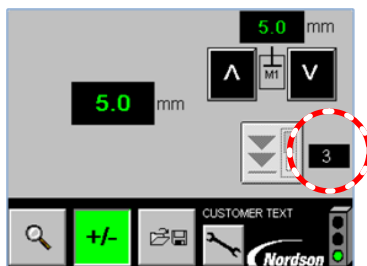 5.0 mm
Λ M1 V
5.0 mm
3
CUSTOMER TEXT
+/-
Nordson